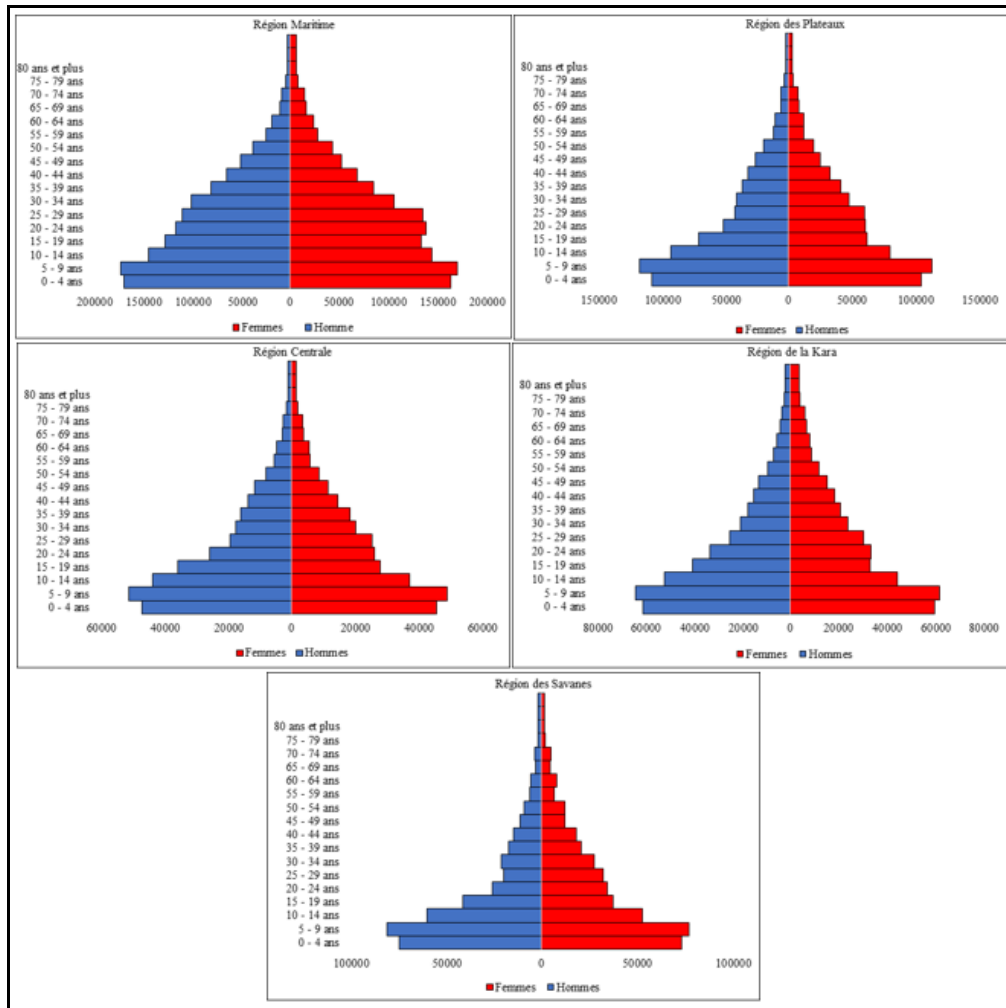 Région Maritime
80 ans et plus
75 - 79 ans
70 - 74 ans
65 - 69 ans
60 - 64 ans
55 - 59 ans
50 - 54 ans
45 - 49 ans
40 - 44 ans
35 - 39 ans
30 - 34 ans
25 - 29 ans
20 - 24 ans
15 - 19 ans
10 - 14 ans
5 - 9 ans
0 - 4 ans
200000 150000 100000 50000 0 50000 100000 150000 200000
Femmes Homme
Région des Plateaux
80 ans et plus
75 - 79 ans
70 - 74 ans
65 - 69 ans
60 - 64 ans
55 - 59 ans
50 - 54 ans
45 - 49 ans
40 - 44 ans
35 - 39 ans
30 - 34 ans
25 - 29 ans
20 - 24 ans
15 - 19 ans
10 - 14 ans
5 - 9 ans
0 - 4 ans
150000 100000 50000 0 50000 100000 150000
Femmes Hommes
Région Centrale
80 ans et plus
75 - 79 ans
70 - 74 ans
65 - 69 ans
60 - 64 ans
55 - 59 ans
50 - 54 ans
45 - 49 ans
40 - 44 ans
35 - 39 ans
30 - 34 ans
25 - 29 ans
20 - 24 ans
15 - 19 ans
10 - 14 ans
5 - 9 ans
0 - 4 ans
60000 40000 20000 0 20000 40000 60000
Femmes Hommes
Région de la Kara
80 ans et plus
75 - 79 ans
70 - 74 ans
65 - 69 ans
60 - 64 ans
55 - 59 ans
50 - 54 ans
45 - 49 ans
40 - 44 ans
35 - 39 ans
30 - 34 ans
25 - 29 ans
20 - 24 ans
15 - 19 ans
10 - 14 ans
5 - 9 ans
0 - 4 ans
80000 60000 40000 20000 0 20000 40000 60000 80000
Femmes Hommes
Région des Savanes
80 ans et plus
75 - 79 ans
70 - 74 ans
65 - 69 ans
60 - 64 ans
55 - 59 ans
50 - 54 ans
45 - 49 ans
40 - 44 ans
35 - 39 ans
30 - 34 ans
25 - 29 ans
20 - 24 ans
15 - 19 ans
10 - 14 ans
5 - 9 ans
0 - 4 ans
100000 50000 0 50000 100000
Femmes Hommes